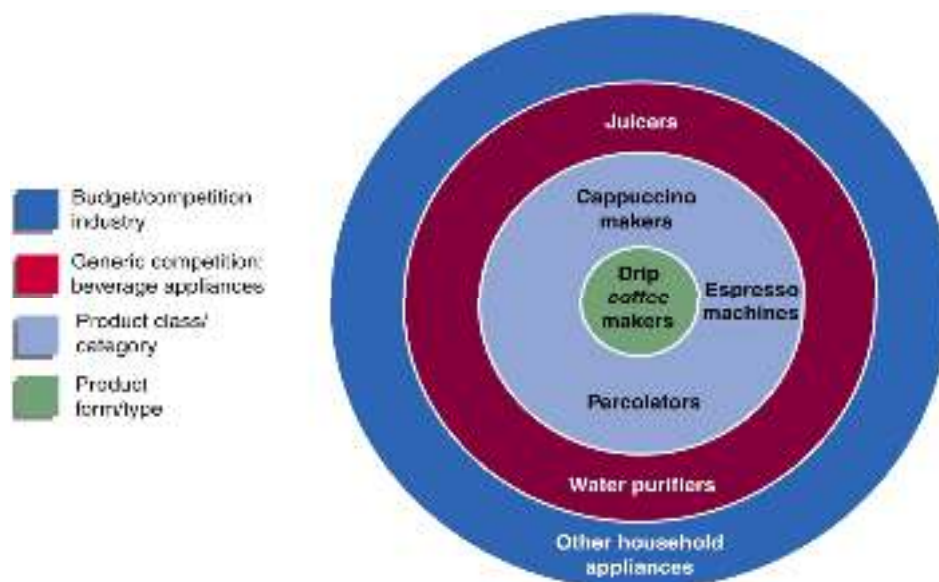 Budget/competition
industry
Generic competition:
beverage appliances
Product class/
category
Product
form/type
Juicers
Cappuccino
makers
Drip
coffee
makers
Espresso
machines
Percolators
Water purifiers
Other household
appliances